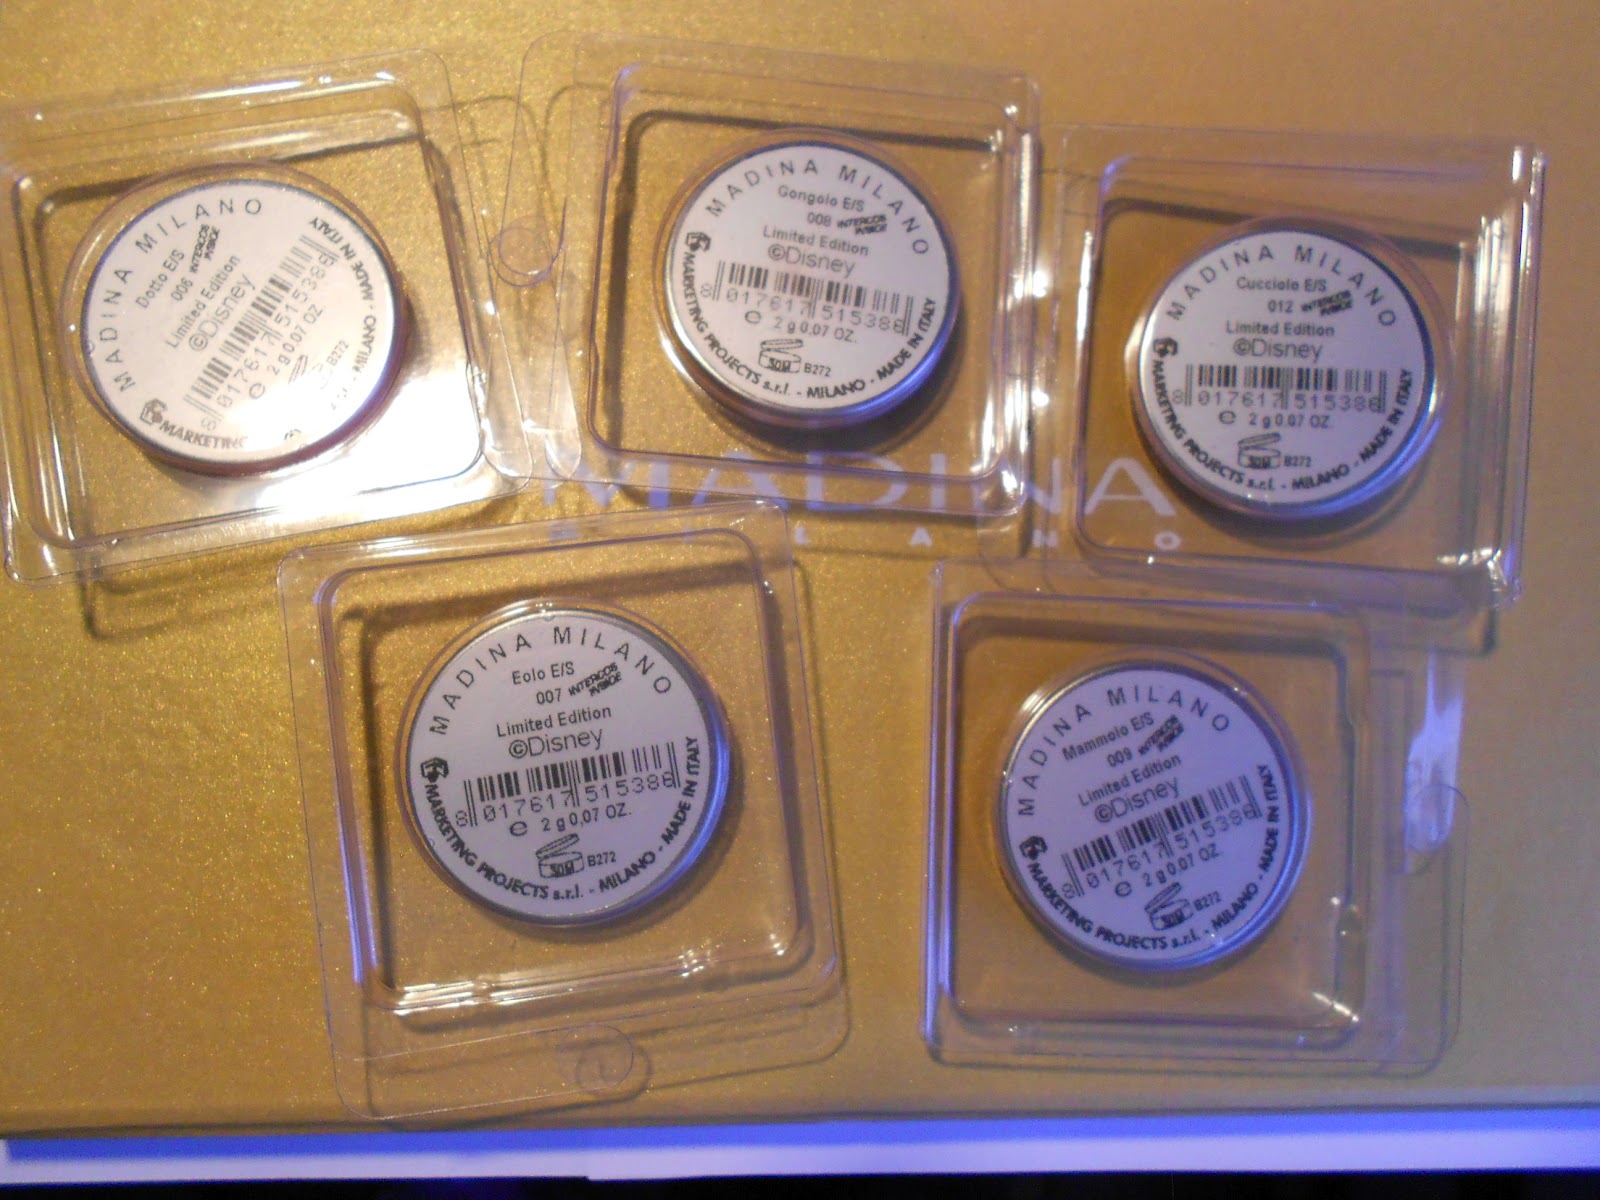 MADINA MILANO
Dotto E/S
006 INTERCOS INSIDE
Limited Edition
©Disney
8 017617 51538
℮ 2 g 0,07 OZ
B272
MARKETING
MILANO - MADE IN ITALY
MADINA MILANO
Gongolo E/S
008 INTERCOS INSIDE
Limited Edition
©Disney
8 017617 515388
℮ 2 g 0,07 OZ.
B272
MARKETING PROJECTS s.r.l. - MILANO - MADE IN ITALY
MADINA MILANO
Cucciolo E/S
012 INTERCOS INSIDE
Limited Edition
©Disney
8 017617 515388
℮ 2 g 0,07 OZ.
B272
MARKETING PROJECTS s.r.l. - MILANO - MADE IN ITALY
MADINA
MILANO
MADINA MILANO
Eolo E/S
007 INTERCOS INSIDE
Limited Edition
©Disney
8 017617 515388
℮ 2 g 0,07 OZ.
B272
MARKETING PROJECTS s.r.l. - MILANO - MADE IN ITALY
MADINA MILANO
Mammolo E/S
009 INTERCOS INSIDE
Limited Edition
©Disney
8 017617 515388
℮ 2 g 0,07 OZ
B272
MARKETING PROJECTS s.r.l. - MILANO - MADE IN ITALY